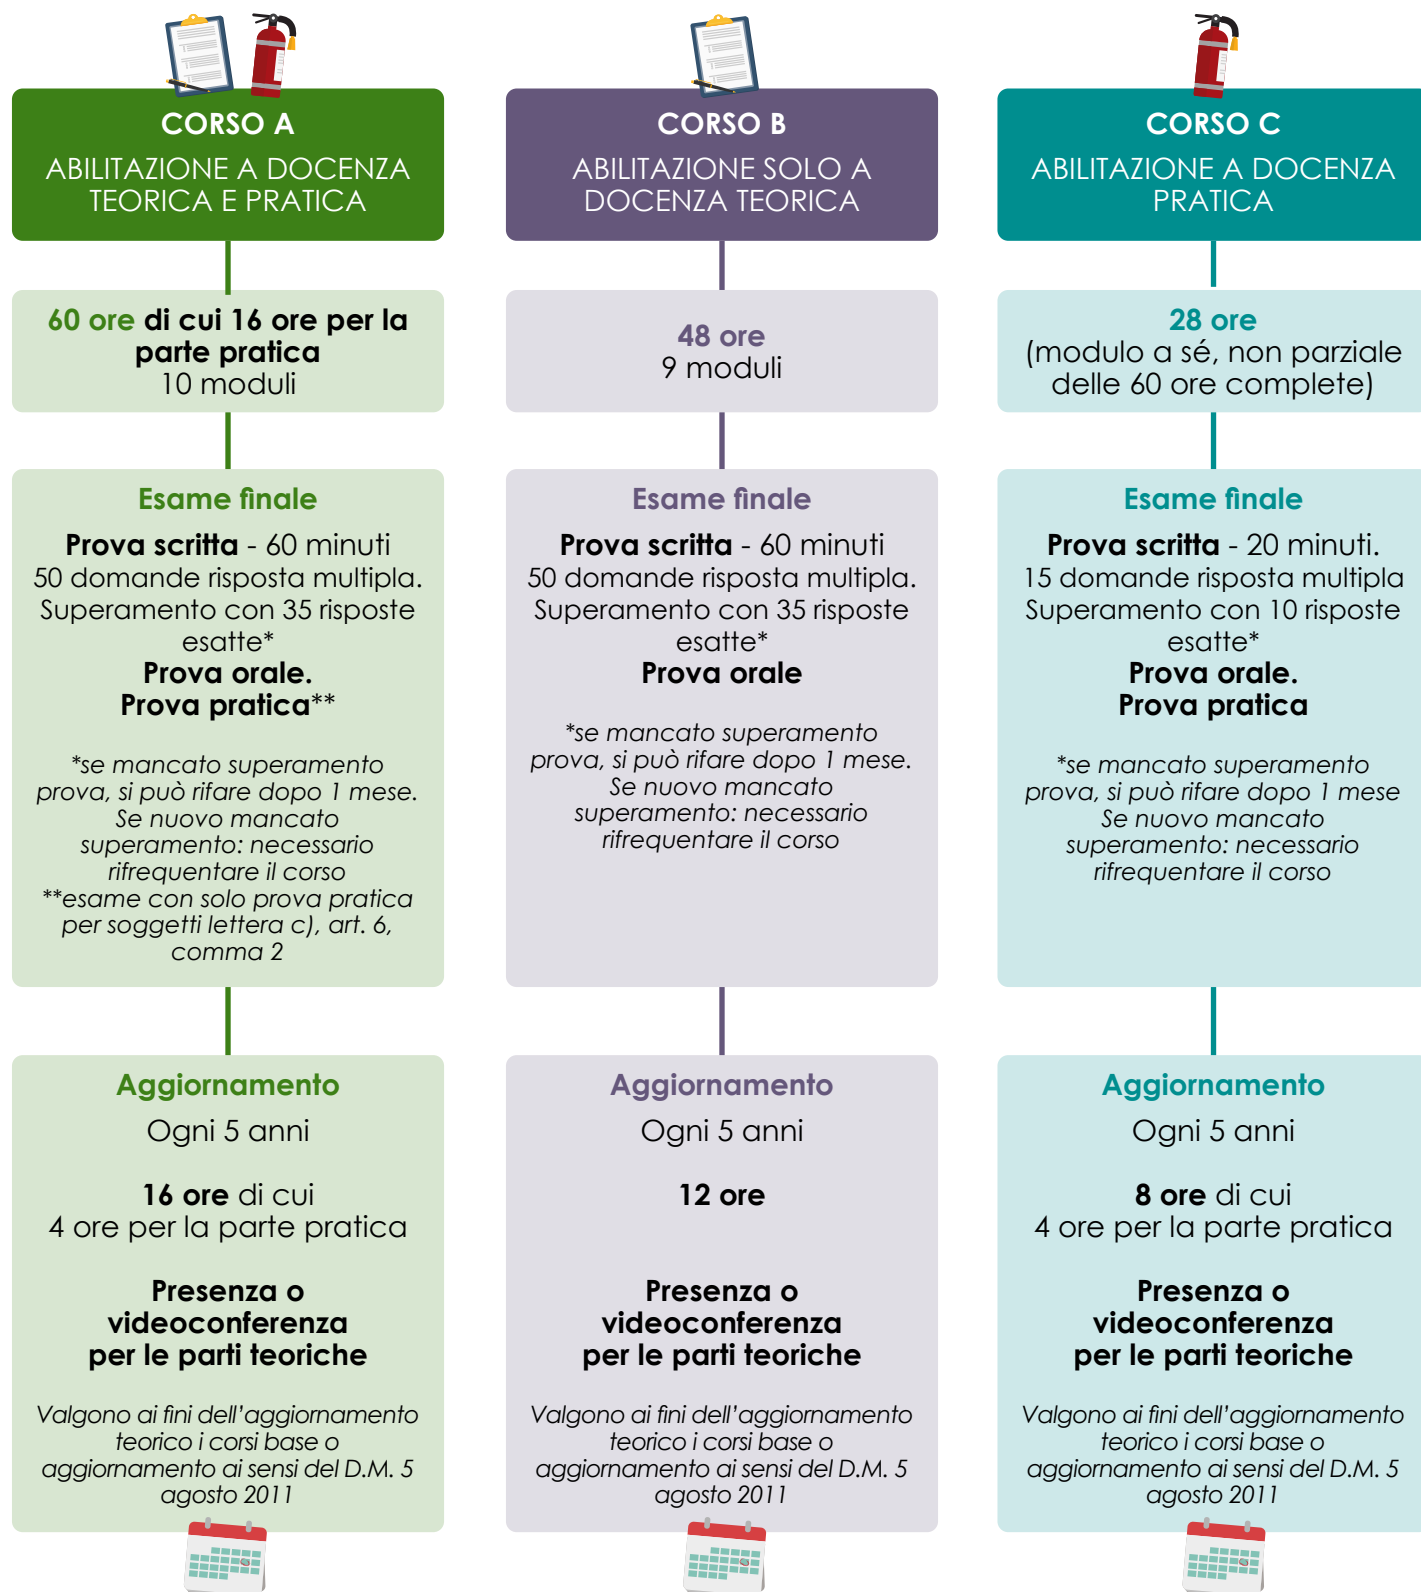 CORSO A
ABILITAZIONE A DOCENZA
TEORICA E PRATICA
60 ore di cui 16 ore per la
parte pratica
10 moduli
Esame finale
Prova scritta - 60 minuti
50 domande risposta multipla.
Superamento con 35 risposte
esatte*
Prova orale.
Prova pratica**
*se mancato superamento
prova, si può rifare dopo 1 mese.
Se nuovo mancato
superamento: necessario
rifrequentare il corso
**esame con solo prova pratica
per soggetti lettera c), art. 6,
comma 2
Aggiornamento
Ogni 5 anni
16 ore di cui
4 ore per la parte pratica
Presenza o
videoconferenza
per le parti teoriche
Valgono ai fini dell’aggiornamento
teorico i corsi base o
aggiornamento ai sensi del D.M. 5
agosto 2011
CORSO B
ABILITAZIONE SOLO A
DOCENZA TEORICA
48 ore
9 moduli
Esame finale
Prova scritta - 60 minuti
50 domande risposta multipla.
Superamento con 35 risposte
esatte*
Prova orale
*se mancato superamento
prova, si può rifare dopo 1 mese.
Se nuovo mancato
superamento: necessario
rifrequentare il corso
Aggiornamento
Ogni 5 anni
12 ore
Presenza o
videoconferenza
per le parti teoriche
Valgono ai fini dell’aggiornamento
teorico i corsi base o
aggiornamento ai sensi del D.M. 5
agosto 2011
CORSO C
ABILITAZIONE A DOCENZA
PRATICA
28 ore
(modulo a sé, non parziale
delle 60 ore complete)
Esame finale
Prova scritta - 20 minuti.
15 domande risposta multipla
Superamento con 10 risposte
esatte*
Prova orale.
Prova pratica
*se mancato superamento
prova, si può rifare dopo 1 mese
Se nuovo mancato
superamento: necessario
rifrequentare il corso
Aggiornamento
Ogni 5 anni
8 ore di cui
4 ore per la parte pratica
Presenza o
videoconferenza
per le parti teoriche
Valgono ai fini dell’aggiornamento
teorico i corsi base o
aggiornamento ai sensi del D.M. 5
agosto 2011